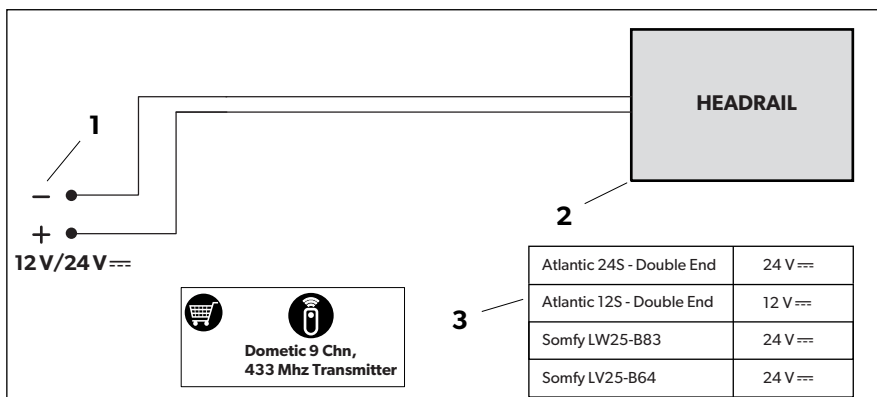 HEADRAIL
1
−
+
12 V/24 V⎓
2
3
Dometic 9 Chn,
433 Mhz Transmitter
Atlantic 24S - Double End 24 V⎓
Atlantic 12S - Double End 12 V⎓
Somfy LW25-B83 24 V⎓
Somfy LV25-B64 24 V⎓